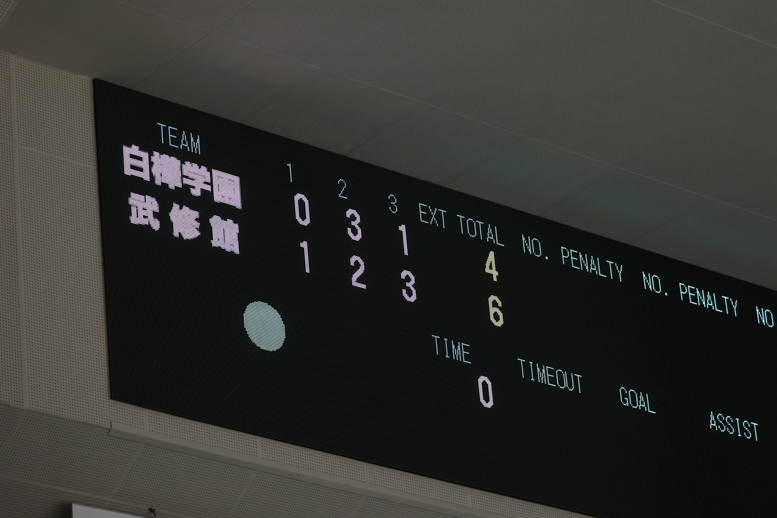 TEAM 1 2 3 EXT TOTAL NO. PENALTY NO. PENALTY NO
白樺学園 0 3 1 4
武修館 1 2 3 6
TIME TIMEOUT GOAL ASSIST
0